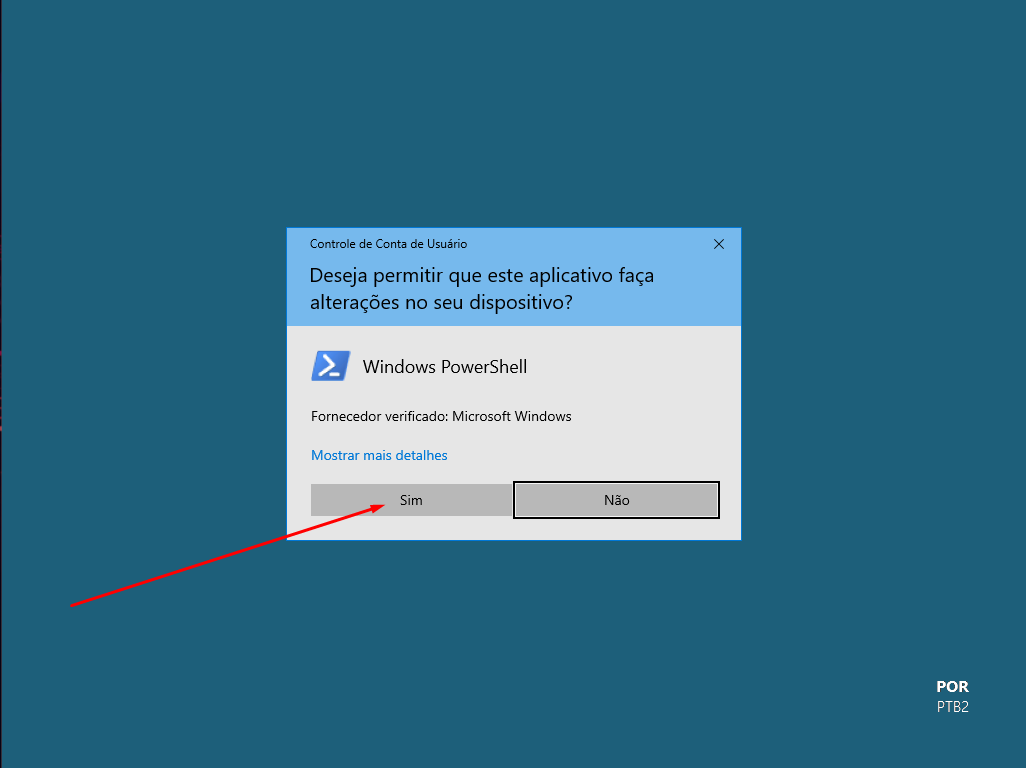 Controle de Conta de Usuário
Deseja permitir que este aplicativo faça
alterações no seu dispositivo?
Windows PowerShell
Fornecedor verificado: Microsoft Windows
Mostrar mais detalhes
Sim
Não
POR
PTB2